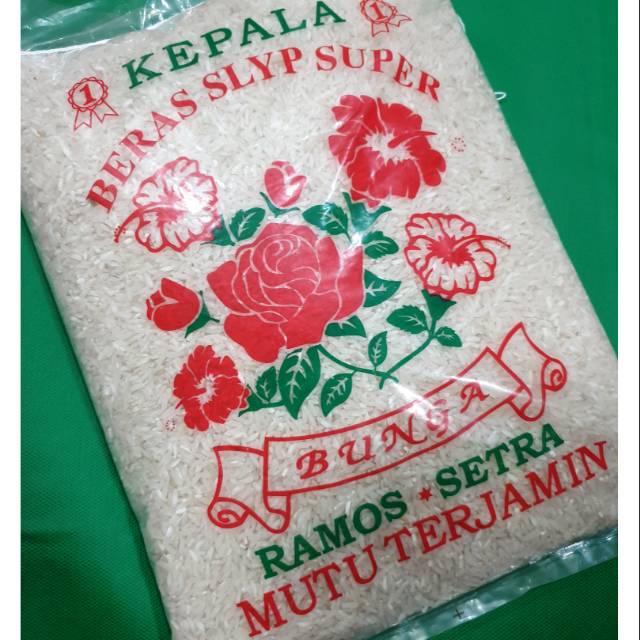 1
KEPALA
1
BERAS SLYP SUPER
BUNGA
RAMOS * SETRA
MUTU TERJAMIN